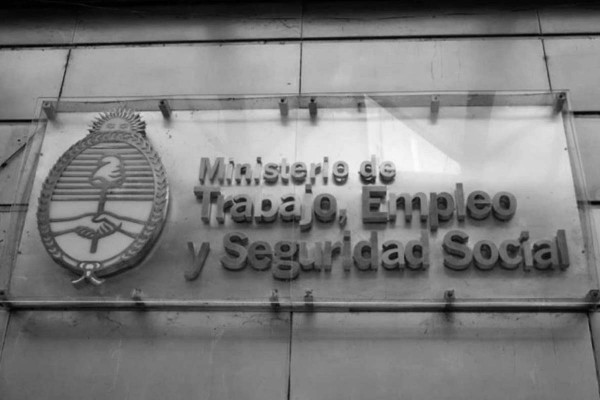 Ministerio de
Trabajo, Empleo
y Seguridad Social